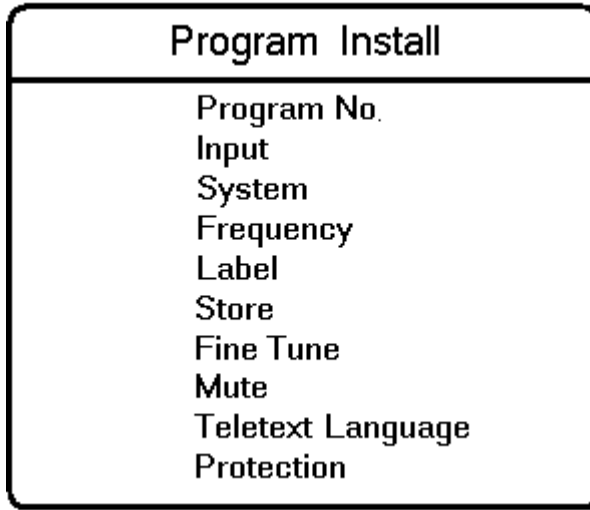 Program Install
Program No.
Input
System
Frequency
Label
Store
Fine Tune
Mute
Teletext Language
Protection